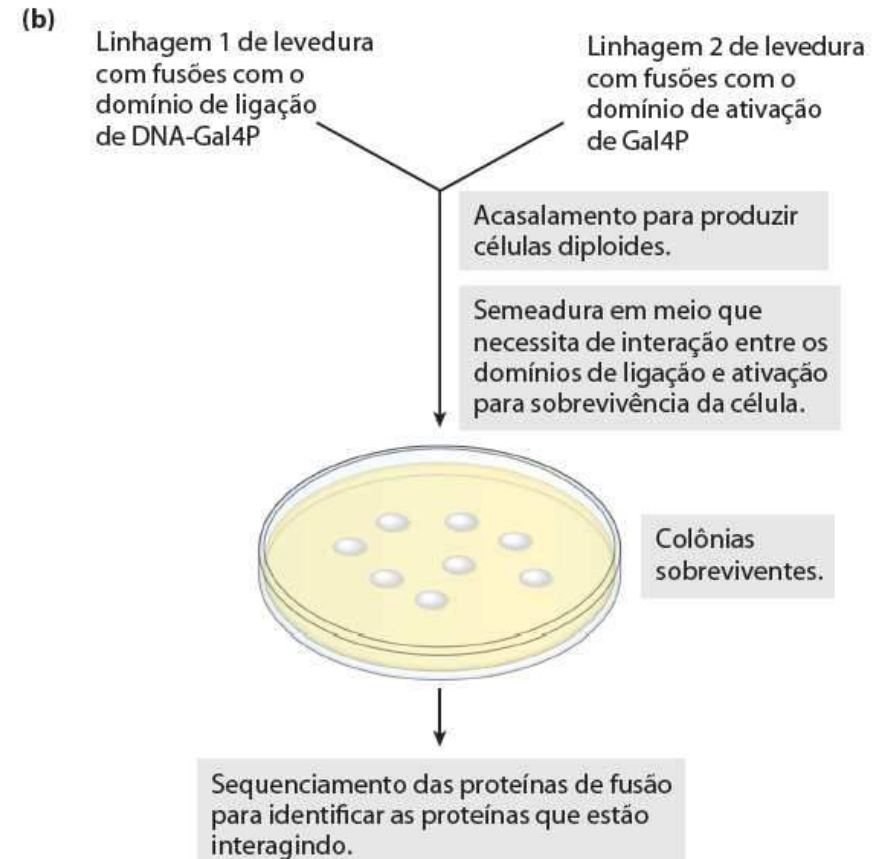 (b)
Linhagem 1 de levedura
com fusões com o
domínio de ligação
de DNA-Gal4P
Linhagem 2 de levedura
com fusões com o
domínio de ativação
de Gal4P
Acasalamento para produzir
células diploides.
Semeadura em meio que
necessita de interação entre os
domínios de ligação e ativação
para sobrevivência da célula.
Colônias
sobreviventes.
Sequenciamento das proteínas de fusão
para identificar as proteínas que estão
interagindo.